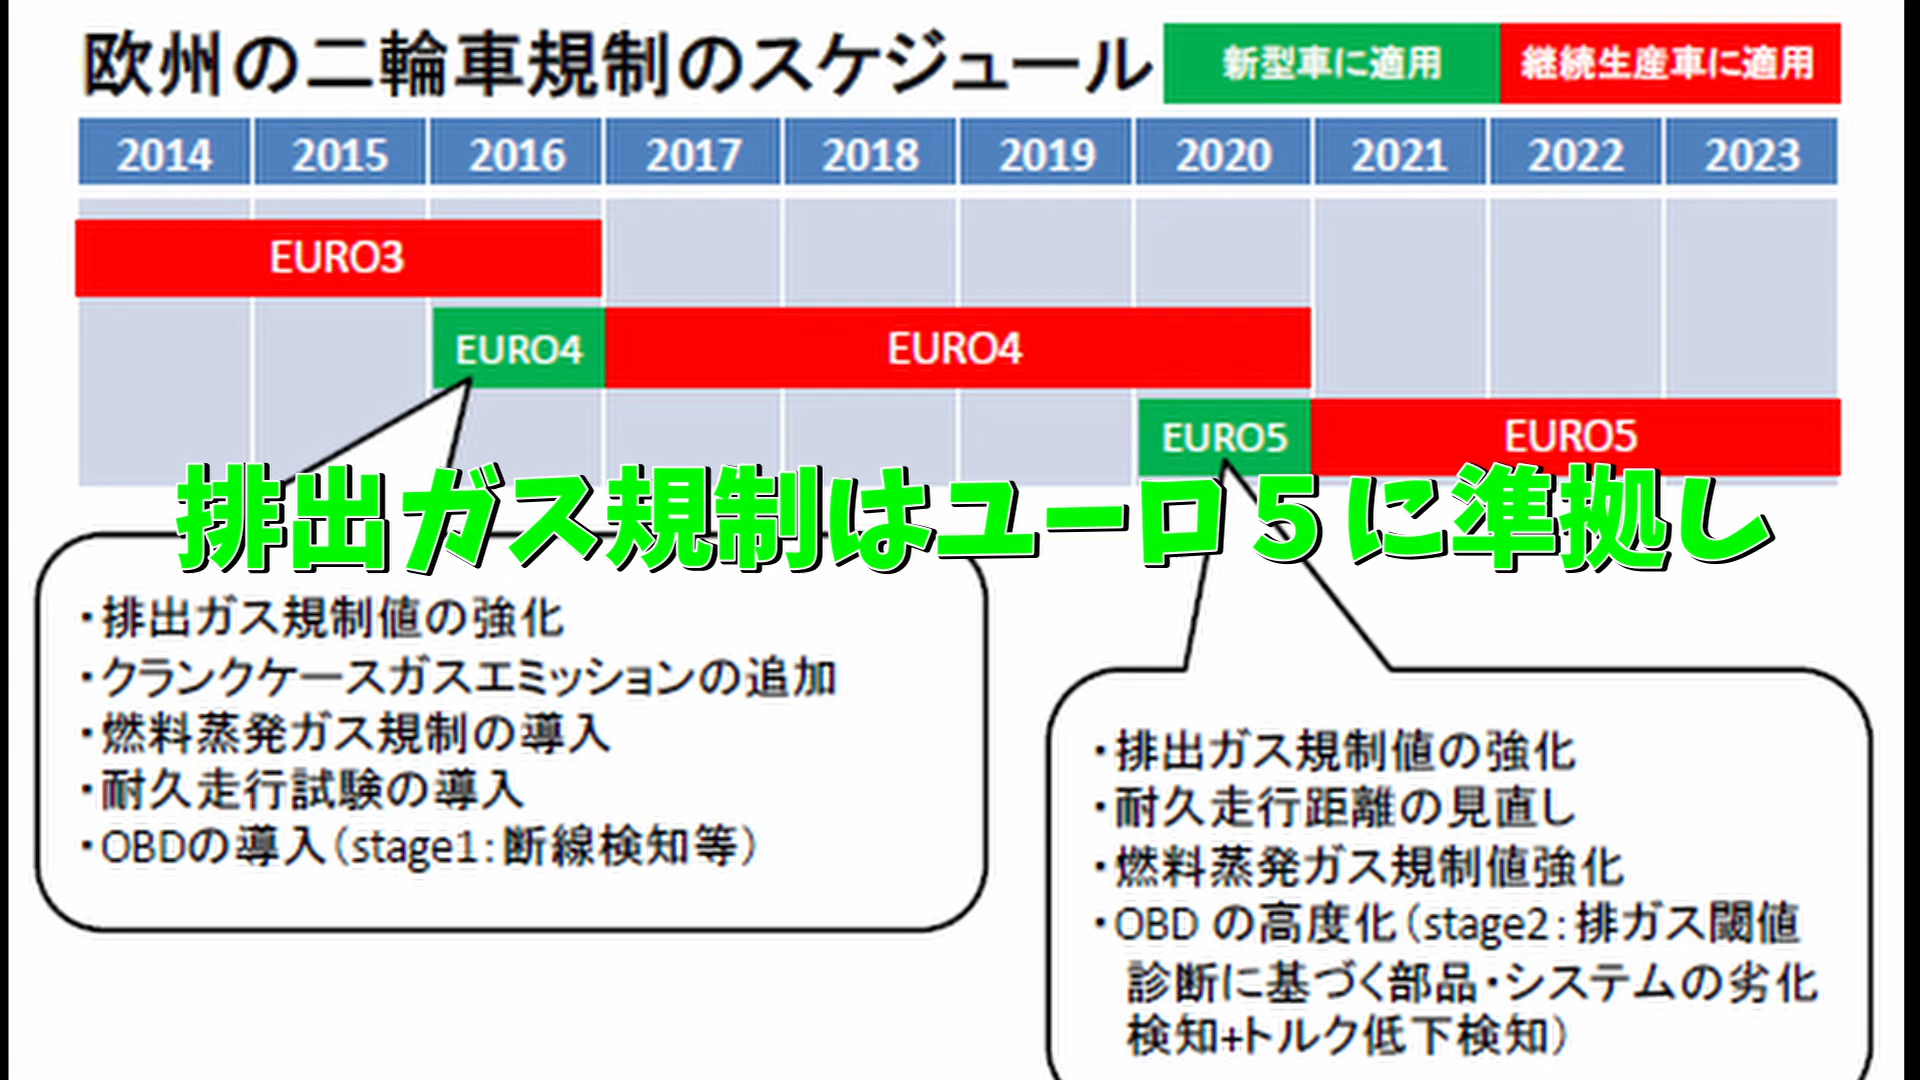 欧州の二輪車規制のスケジュール
新型車に適用
継続生産車に適用
2014 2015 2016 2017 2018 2019 2020 2021 2022 2023
EURO3
EURO4 EURO4
EURO5 EURO5
排出ガス規制はユーロ5に準拠し
・排出ガス規制値の強化
・クランクケースガスエミッションの追加
・燃料蒸発ガス規制の導入
・耐久走行試験の導入
・OBDの導入(stage1:断線検知等)
・排出ガス規制値の強化
・耐久走行距離の見直し
・燃料蒸発ガス規制値強化
・OBD の高度化(stage2:排ガス閾値
診断に基づく部品・システムの劣化
検知+トルク低下検知)